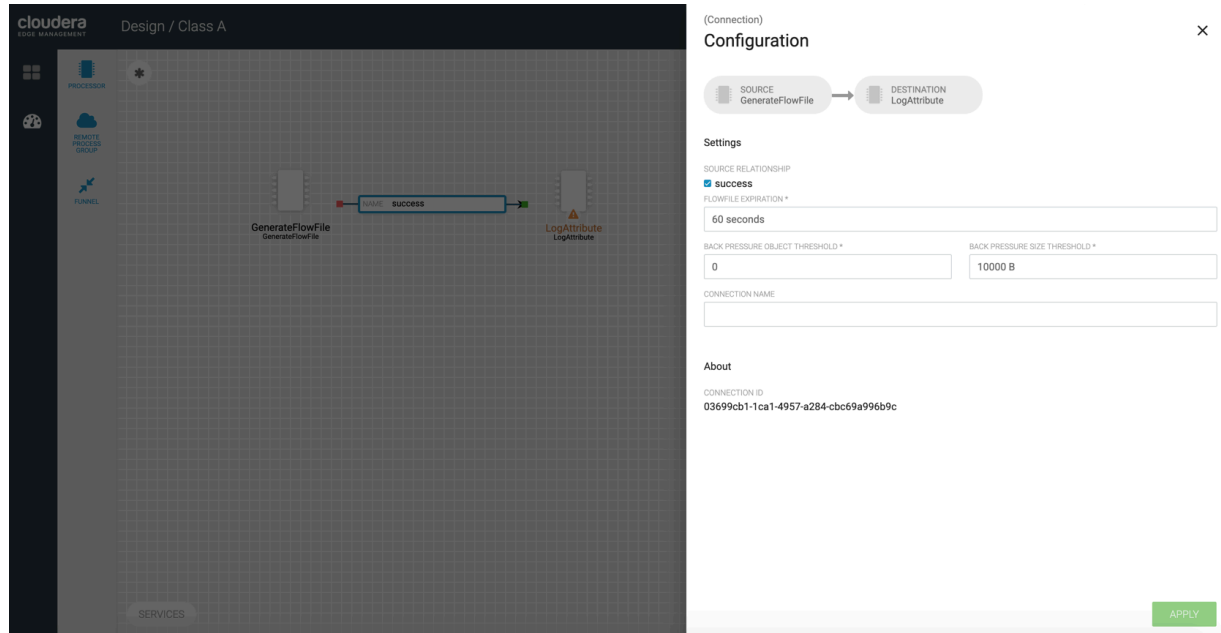 cloudera
EDGE MANAGEMENT
Design / Class A
PROCESSOR
REMOTE
PROCESS
GROUP
FUNNEL
NAME success
GenerateFlowFile
GenerateFlowFile
LogAttribute
LogAttribute
SERVICES
(Connection)
Configuration
SOURCE
GenerateFlowFile
DESTINATION
LogAttribute
Settings
SOURCE RELATIONSHIP
success
FLOWFILE EXPIRATION *
60 seconds
BACK PRESSURE OBJECT THRESHOLD *
BACK PRESSURE SIZE THRESHOLD *
0
10000 B
CONNECTION NAME
About
CONNECTION ID
03699cb1-1ca1-4957-a284-cbc69a996b9c
APPLY